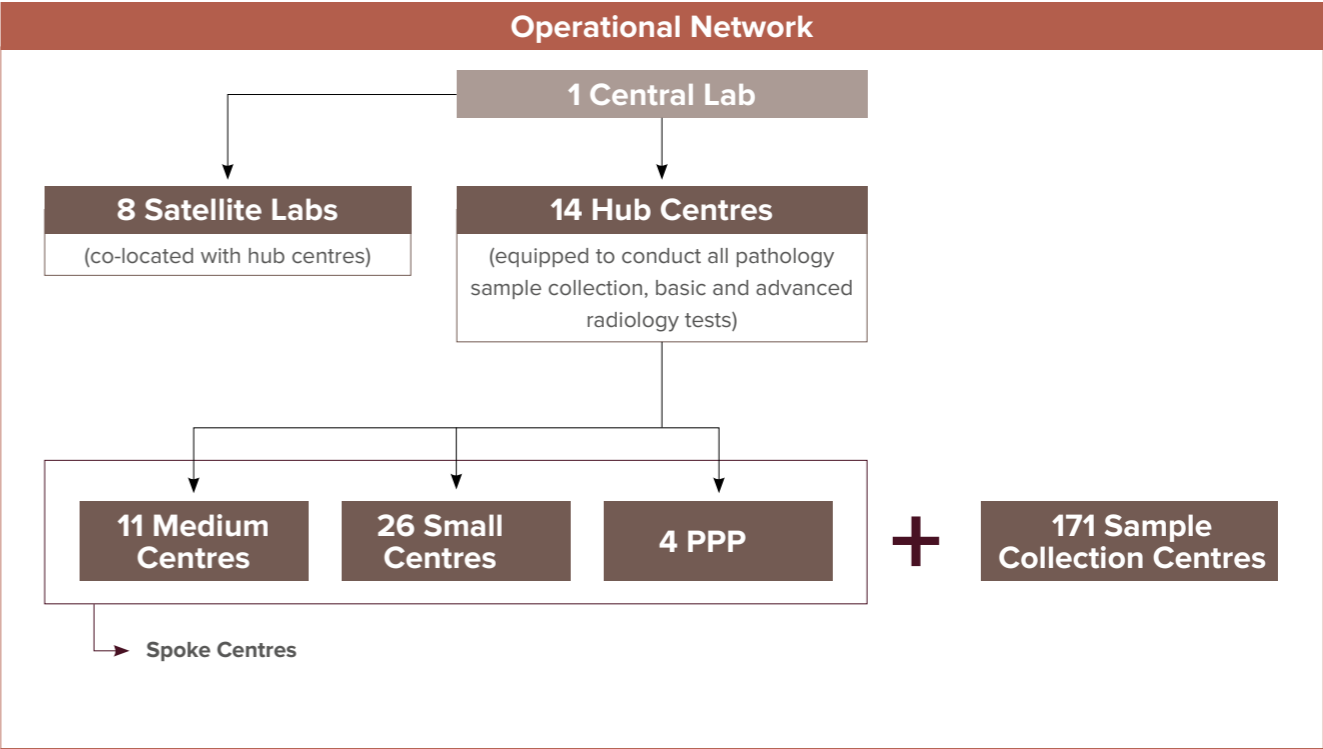 Operational Network
1 Central Lab
8 Satellite Labs
(co-located with hub centres)
14 Hub Centres
(equipped to conduct all pathology
sample collection, basic and advanced
radiology tests)
11 Medium
Centres
26 Small
Centres
4 PPP
+
171 Sample
Collection Centres
Spoke Centres